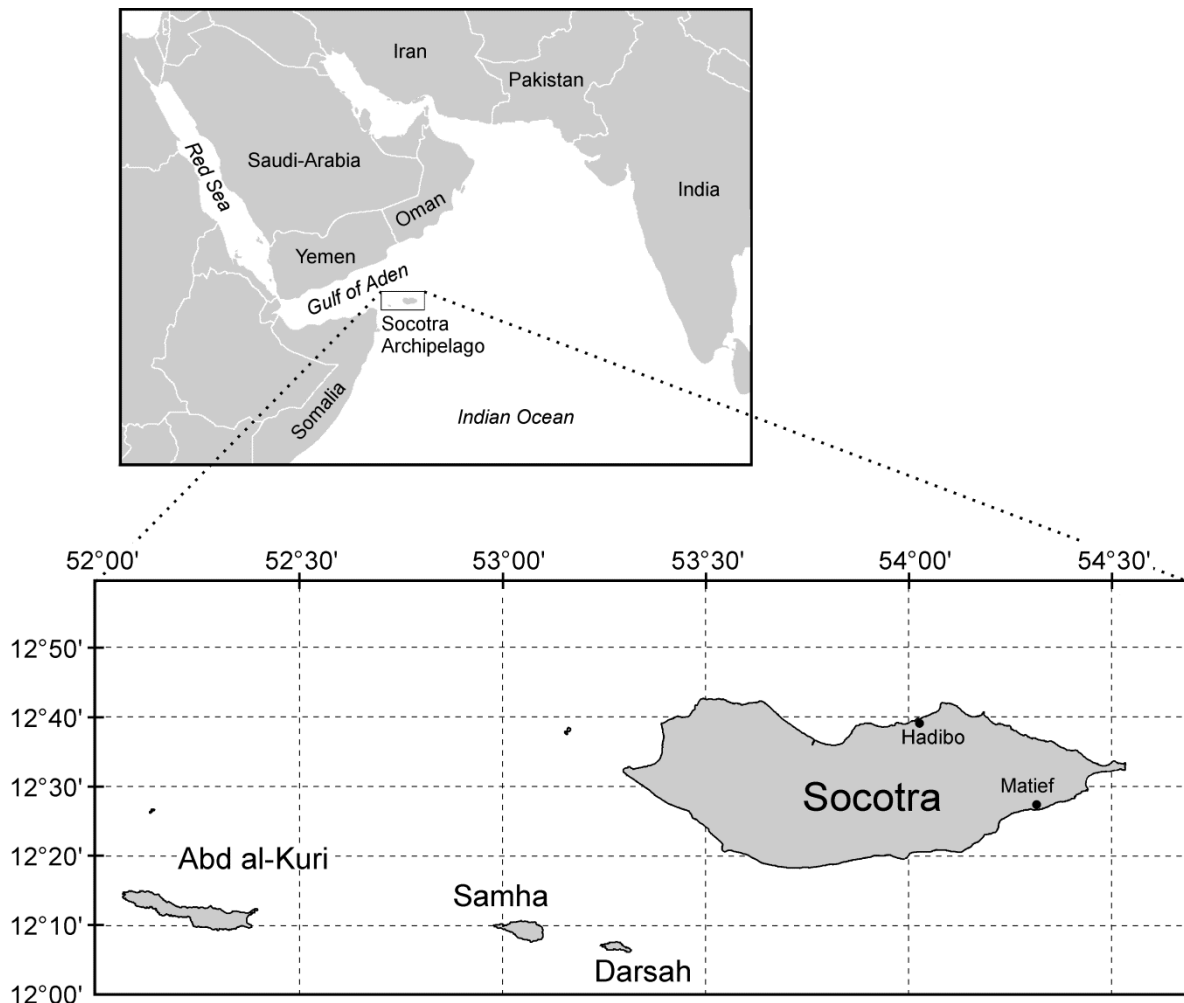 Iran
Pakistan
Red Sea
Saudi-Arabia
India
Oman
Yemen
Gulf of Aden
Socotra
Archipelago
Somalia
Indian Ocean
52°00' 52°30' 53°00' 53°30' 54°00' 54°30'
12°50'
12°40'
Hadibo
12°30'
Socotra
Matief
12°20'
Abd al-Kuri
Samha
12°10'
Darsah
12°00'